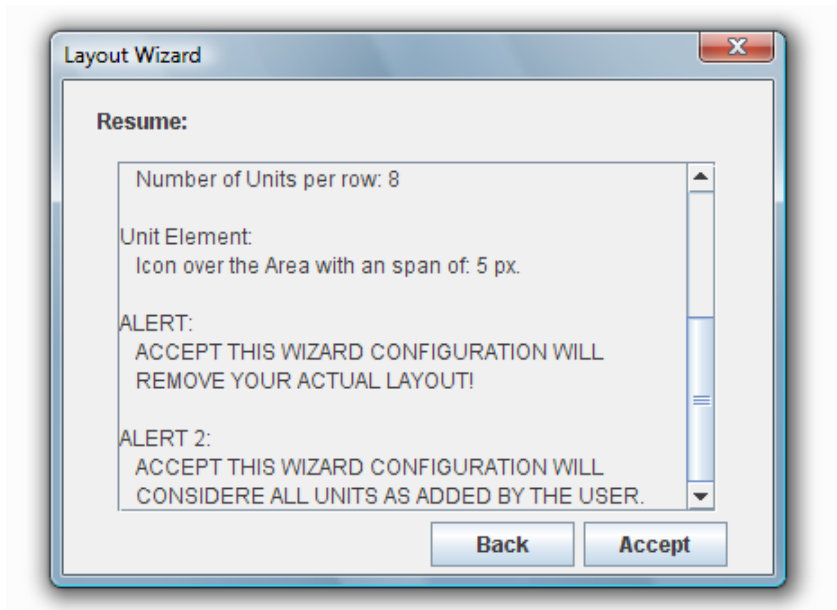 Layout Wizard
Resume:
Number of Units per row: 8
Unit Element:
Icon over the Area with an span of: 5 px.
ALERT:
ACCEPT THIS WIZARD CONFIGURATION WILL
REMOVE YOUR ACTUAL LAYOUT!
ALERT 2:
ACCEPT THIS WIZARD CONFIGURATION WILL
CONSIDERE ALL UNITS AS ADDED BY THE USER.
Back Accept